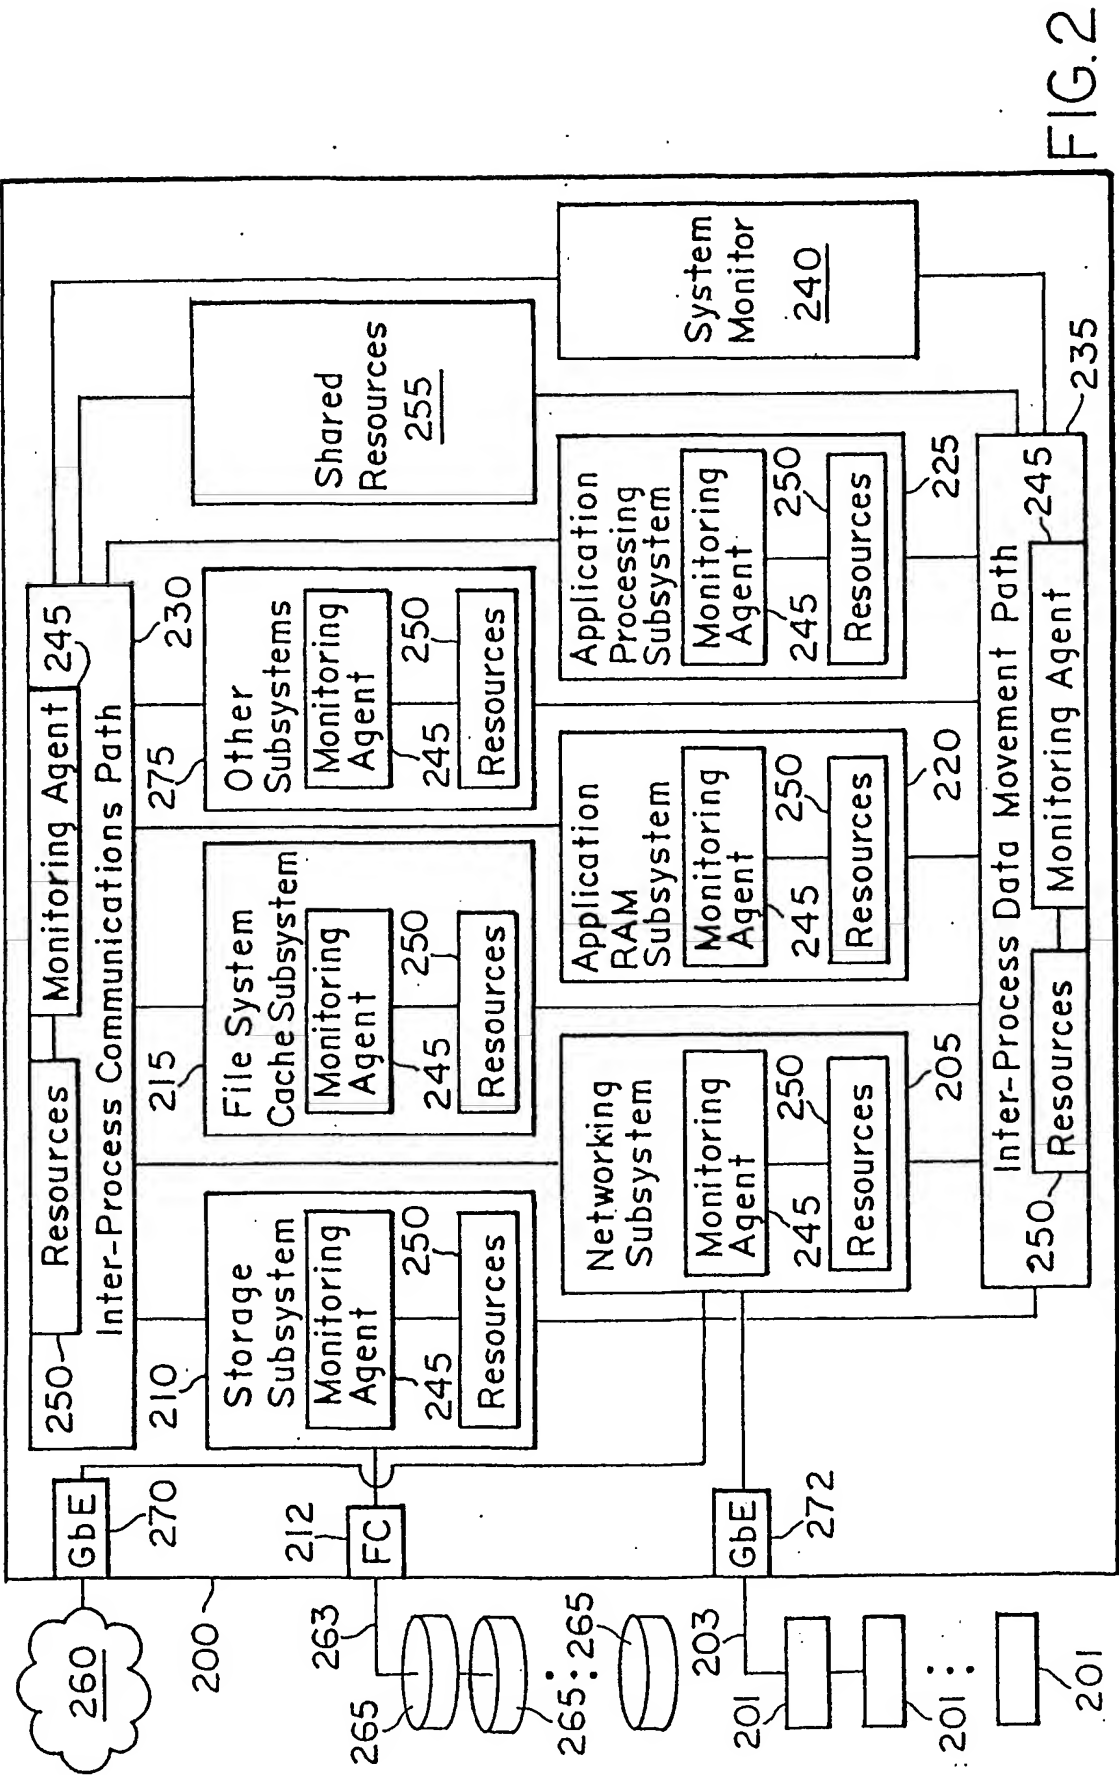 260
GbE
270
200
263
FC
212
265
265
265
203
201
201
201
GbE
272
250
Resources
Monitoring Agent
245
Inter-Process Communications Path
230
210
Storage
Subsystem
Monitoring
Agent
245
250
Resources
215
File System
Cache Subsystem
Monitoring
Agent
245
250
Resources
275
Other
Subsystems
Monitoring
Agent
245
250
Resources
Shared
Resources
255
System
Monitor
240
Networking
Subsystem
Monitoring
Agent
245
250
Resources
205
Application
RAM
Subsystem
Monitoring
Agent
245
250
Resources
220
Application
Processing
Subsystem
Monitoring
Agent
245
250
Resources
225
Inter-Process Data Movement Path
235
250
Resources
Monitoring Agent
245
FIG. 2